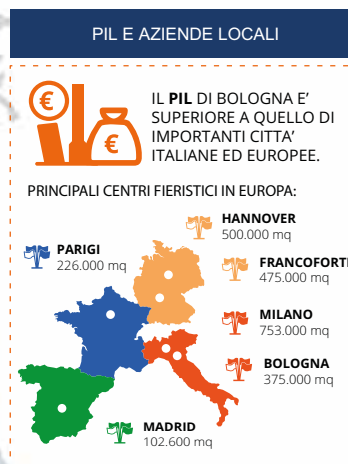 PIL E AZIENDE LOCALI
€
€
IL PIL DI BOLOGNA E’
SUPERIORE A QUELLO DI
IMPORTANTI CITTA’
ITALIANE ED EUROPEE.
PRINCIPALI CENTRI FIERISTICI IN EUROPA:
HANNOVER
500.000 mq
PARIGI
226.000 mq
FRANCOFORTE
475.000 mq
MILANO
753.000 mq
BOLOGNA
375.000 mq
MADRID
102.600 mq